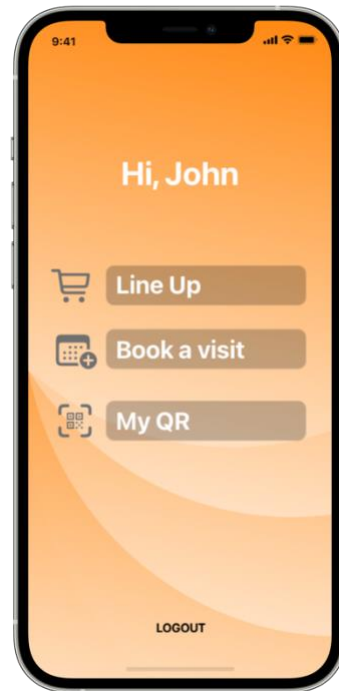 9:41
Hi, John
Line Up
Book a visit
My QR
LOGOUT